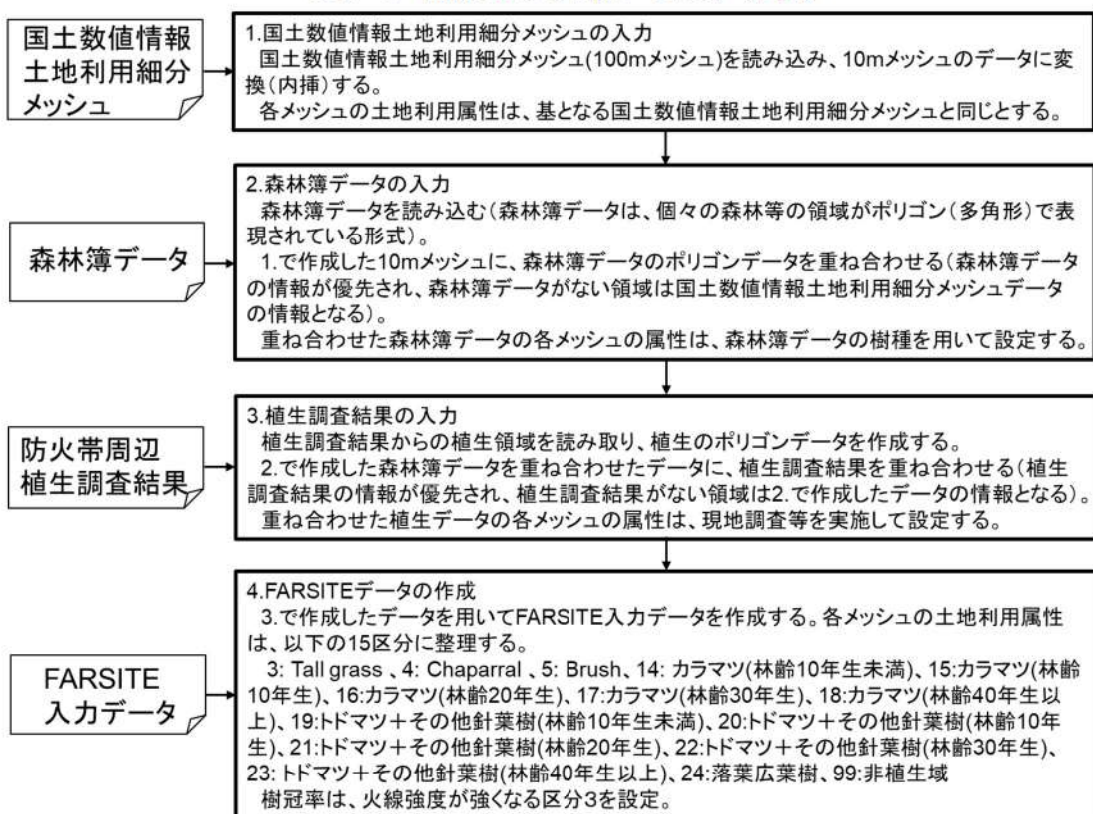 国土数値情報
土地利用細分
メッシュ
1.国土数値情報土地利用細分メッシュの入力
国土数値情報土地利用細分メッシュ(100mメッシュ)を読み込み、10mメッシュのデータに変
換(内挿)する。
各メッシュの土地利用属性は、基となる国土数値情報土地利用細分メッシュと同じとする。
森林簿データ
2.森林簿データの入力
森林簿データを読み込む(森林簿データは、個々の森林等の領域がポリゴン(多角形)で表
現されている形式)。
1.で作成した10mメッシュに、森林簿データのポリゴンデータを重ね合わせる(森林簿データ
の情報が優先され、森林簿データがない領域は国土数値情報土地利用細分メッシュデータ
の情報となる)。
重ね合わせた森林簿データの各メッシュの属性は、森林簿データの樹種を用いて設定する。
防火帯周辺
植生調査結果
3.植生調査結果の入力
植生調査結果からの植生領域を読み取り、植生のポリゴンデータを作成する。
2.で作成した森林簿データを重ね合わせたデータに、植生調査結果を重ね合わせる(植生
調査結果の情報が優先され、植生調査結果がない領域は2.で作成したデータの情報となる)。
重ね合わせた植生データの各メッシュの属性は、現地調査等を実施して設定する。
FARSITE
入力データ
4.FARSITEデータの作成
3.で作成したデータを用いてFARSITE入力データを作成する。各メッシュの土地利用属性
は、以下の15区分に整理する。
3: Tall grass 、4: Chaparral 、5: Brush、14: カラマツ(林齢10年生未満)、15:カラマツ(林齢
10年生)、16:カラマツ(林齢20年生)、17:カラマツ(林齢30年生)、18:カラマツ(林齢40年生以
上)、19:トドマツ+その他針葉樹(林齢10年生未満)、20:トドマツ+その他針葉樹(林齢10年
生)、21:トドマツ+その他針葉樹(林齢20年生)、22:トドマツ+その他針葉樹(林齢30年生)、
23:トドマツ+その他針葉樹(林齢40年生以上)、24:落葉広葉樹、99:非植生域
樹冠率は、火線強度が強くなる区分3を設定。